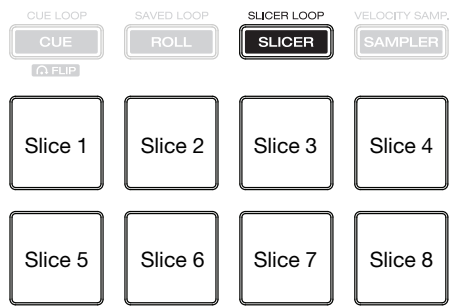 CUE LOOP SAVED LOOP SLICER LOOP VELOCITY SAMP.
CUE ROLL SLICER SAMPLER
FLIP
Slice 1 Slice 2 Slice 3 Slice 4
Slice 5 Slice 6 Slice 7 Slice 8